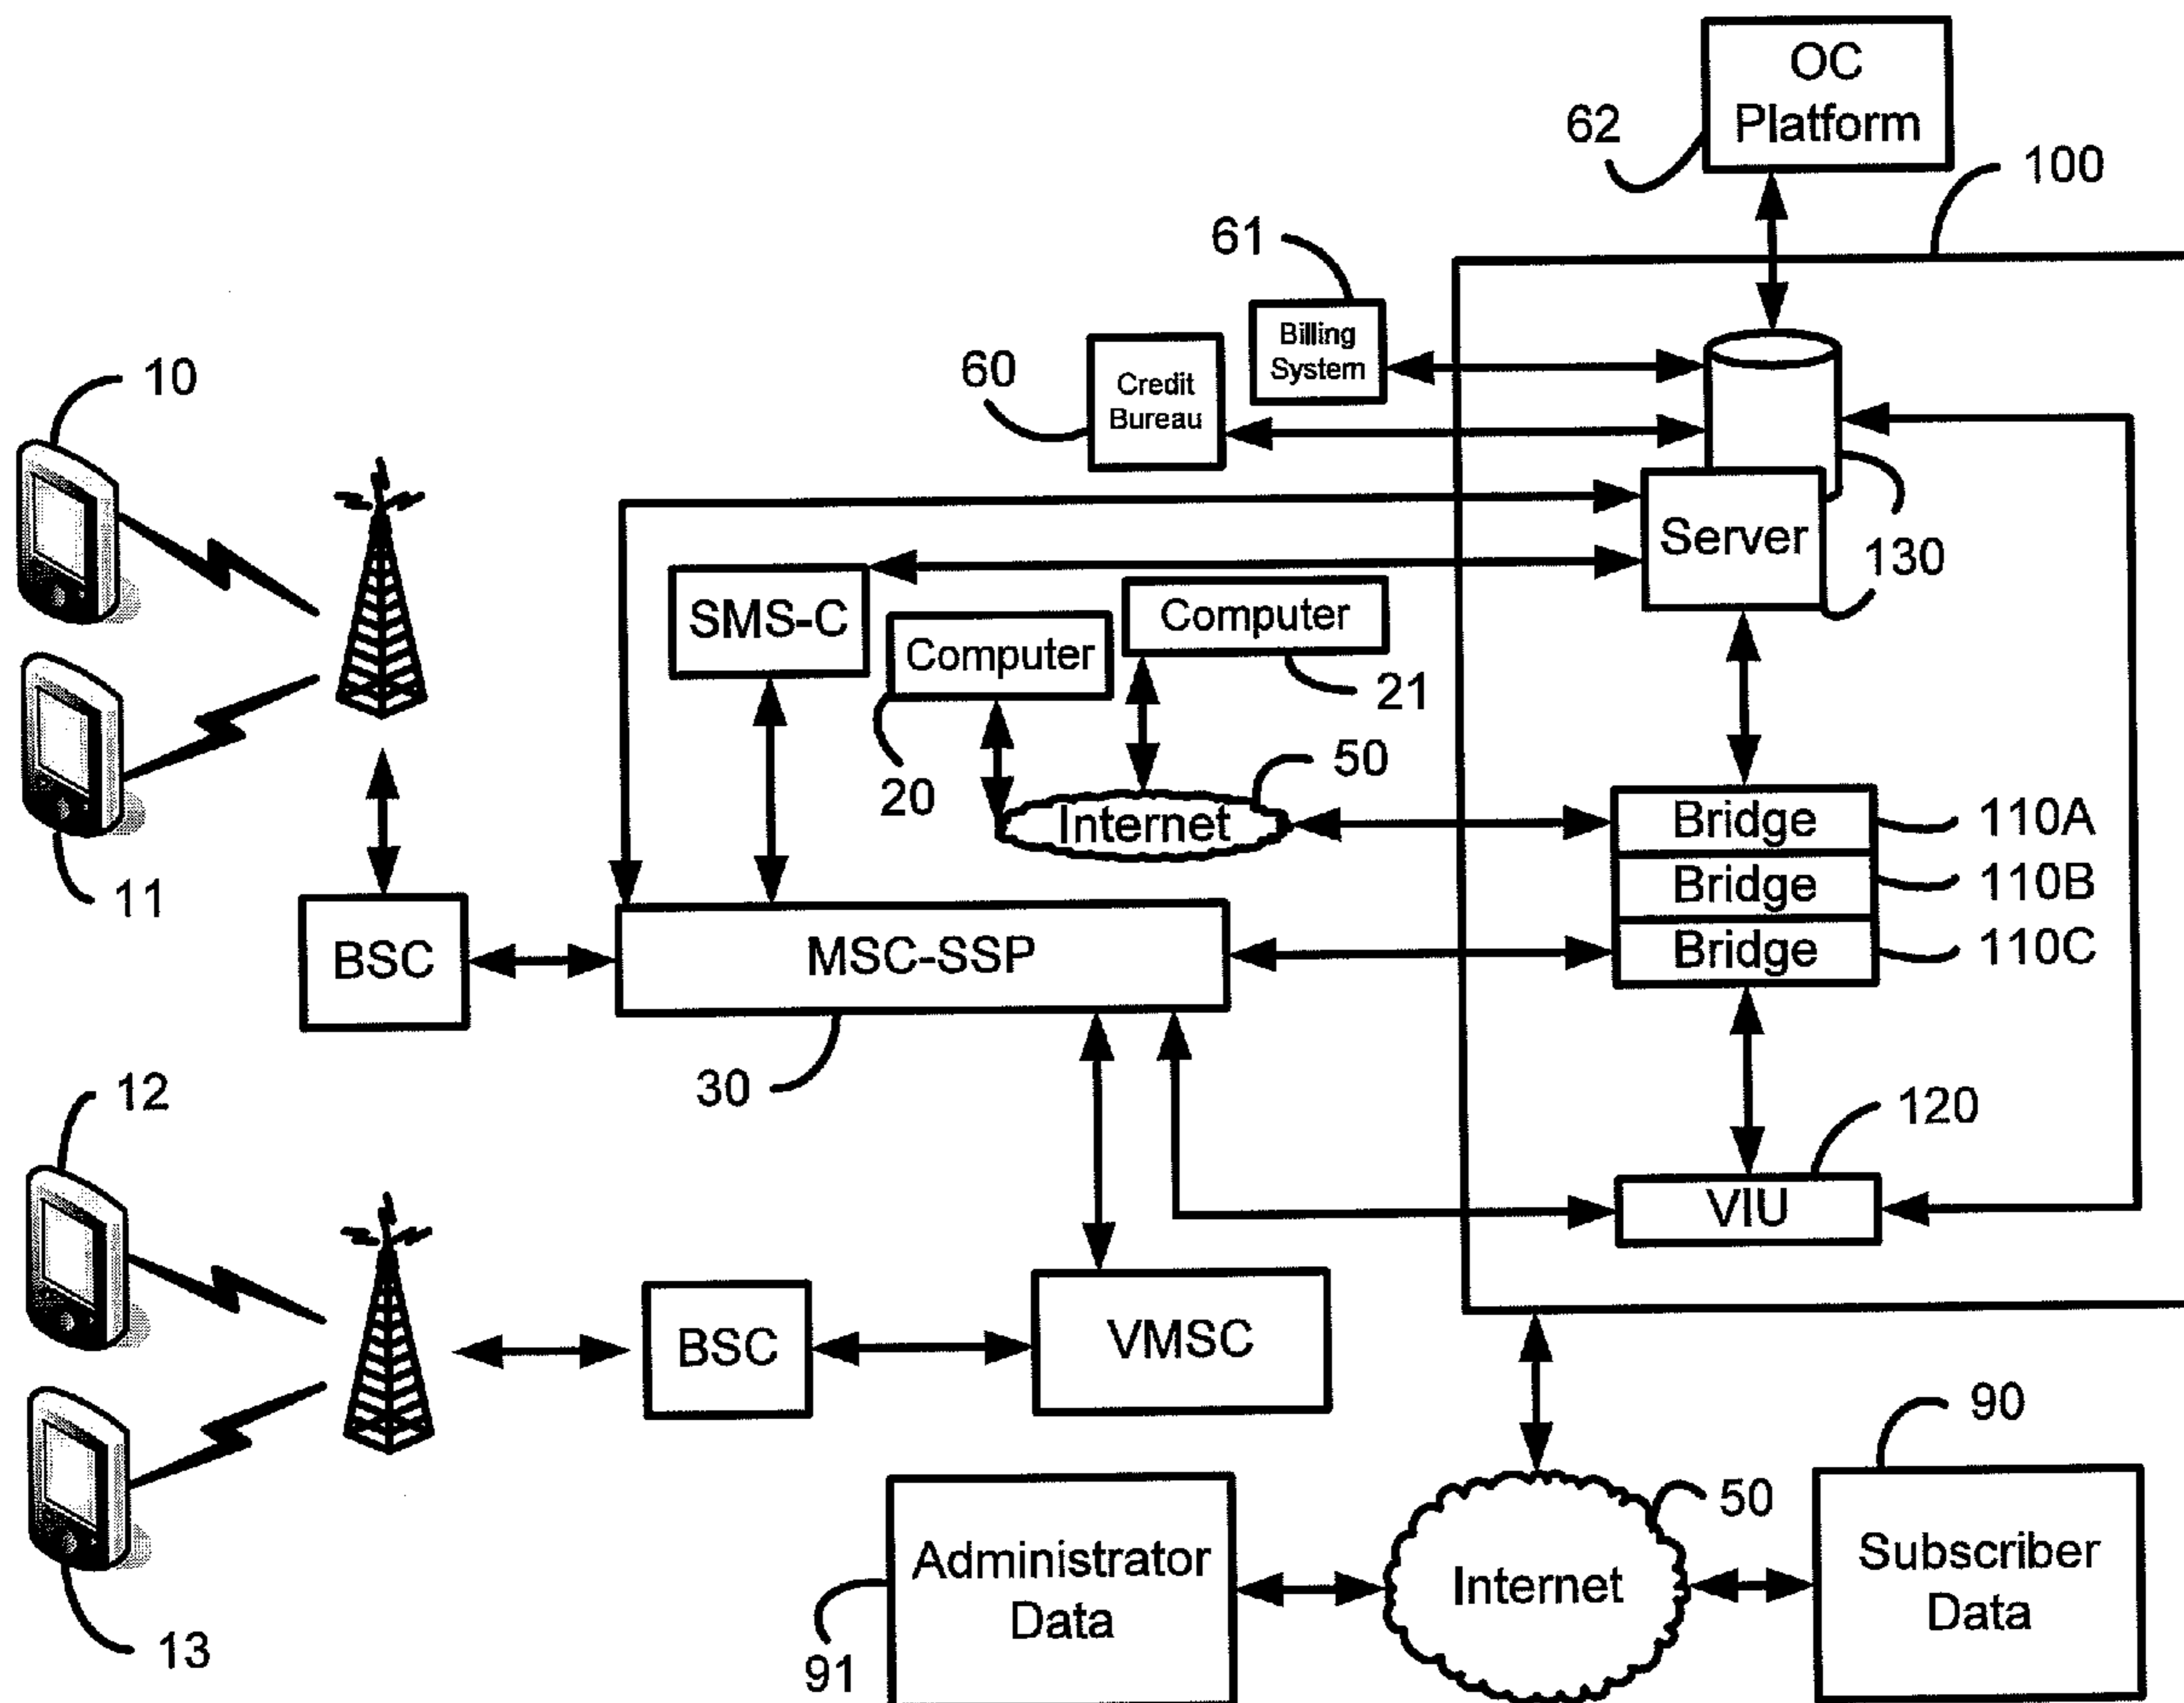 OC
Platform
62
100
61
Billing
System
60
Credit
Bureau
10
Server
130
SMS-C
Computer
Computer
21
20
50
Internet
Bridge
110A
Bridge
110B
Bridge
110C
11
BSC
MSC-SSP
30
12
120
VIU
BSC
VMSC
90
50
Administrator
Data
Internet
Subscriber
Data
91
13